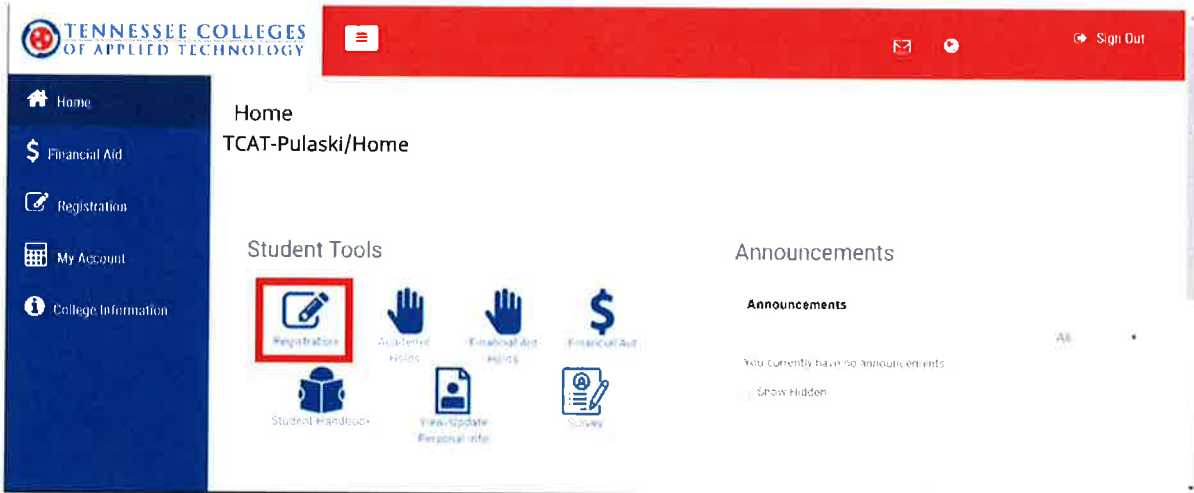 TENNESSEE COLLEGES
OF APPLIED TECHNOLOGY
Sign Out
Home
Financial Aid
Registration
My Account
College Information
Home
TCAT-Pulaski/Home
Student Tools
Registration
Academic
Holds
Financial Aid
Holds
Financial Aid
Student Handbook
View/Update
Personal Info
Survey
Announcements
Announcements
All
You currently have no announcements
Show Hidden